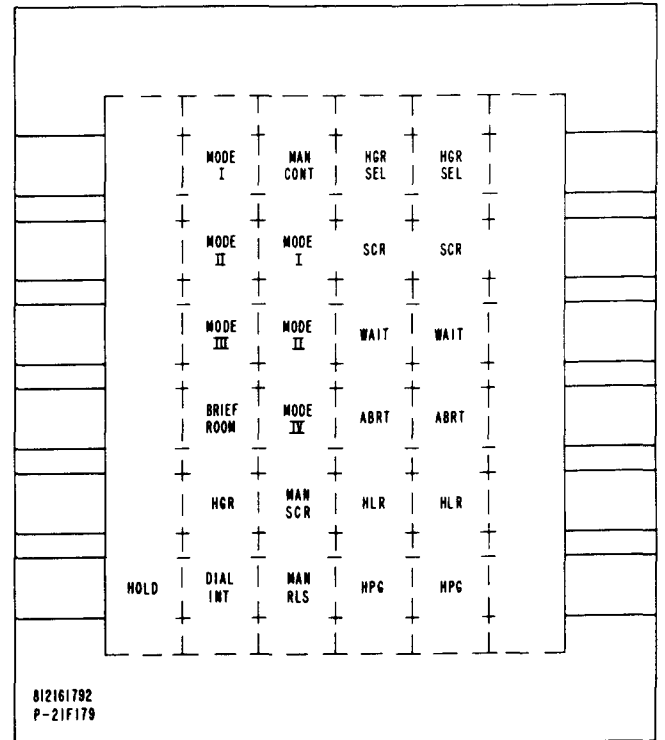 MODE I MAN CONT HGR SEL HGR SEL
MODE II MODE I SCR SCR
MODE III MODE II WAIT WAIT
BRIEF ROOM MODE IV ABRT ABRT
HGR MAN SCR HLR HLR
HOLD DIAL INT MAN RLS HPG HPG
812161792
P-21F179